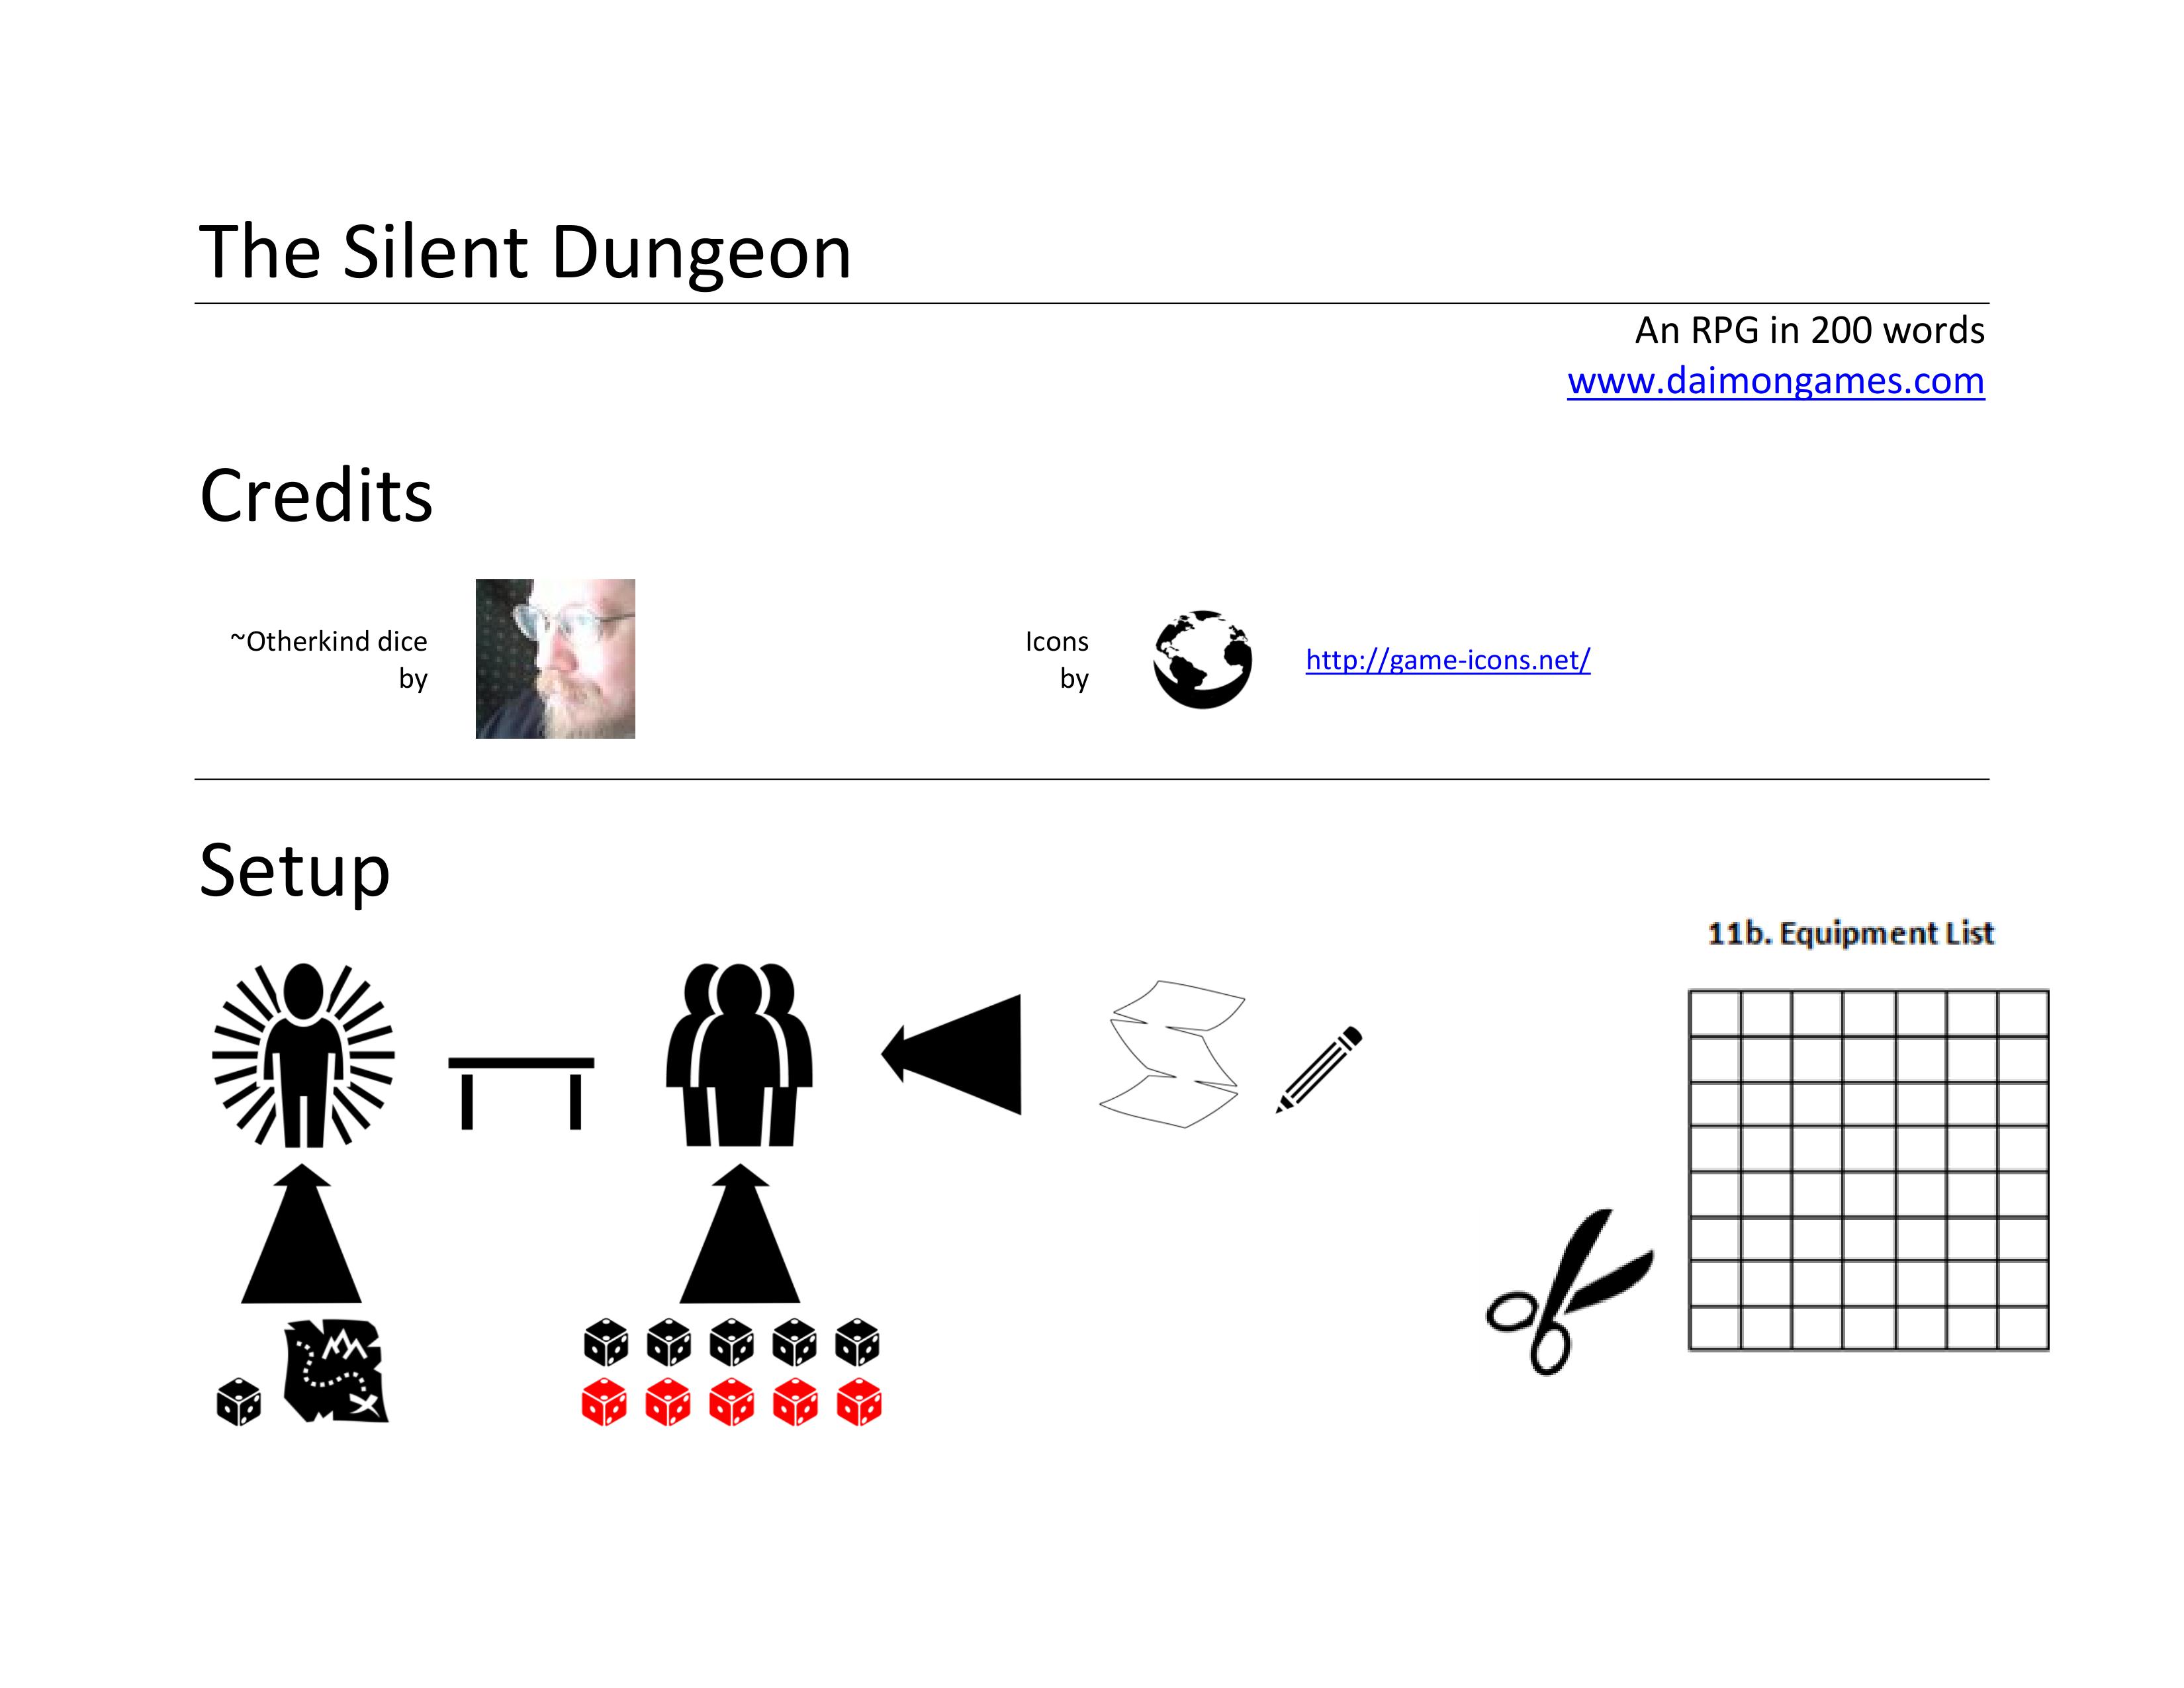 The Silent Dungeon
An RPG in 200 words
www.daimongames.com
Credits
~Otherkind dice
by
Icons
by
http://game-icons.net/
Setup
11b. Equipment List